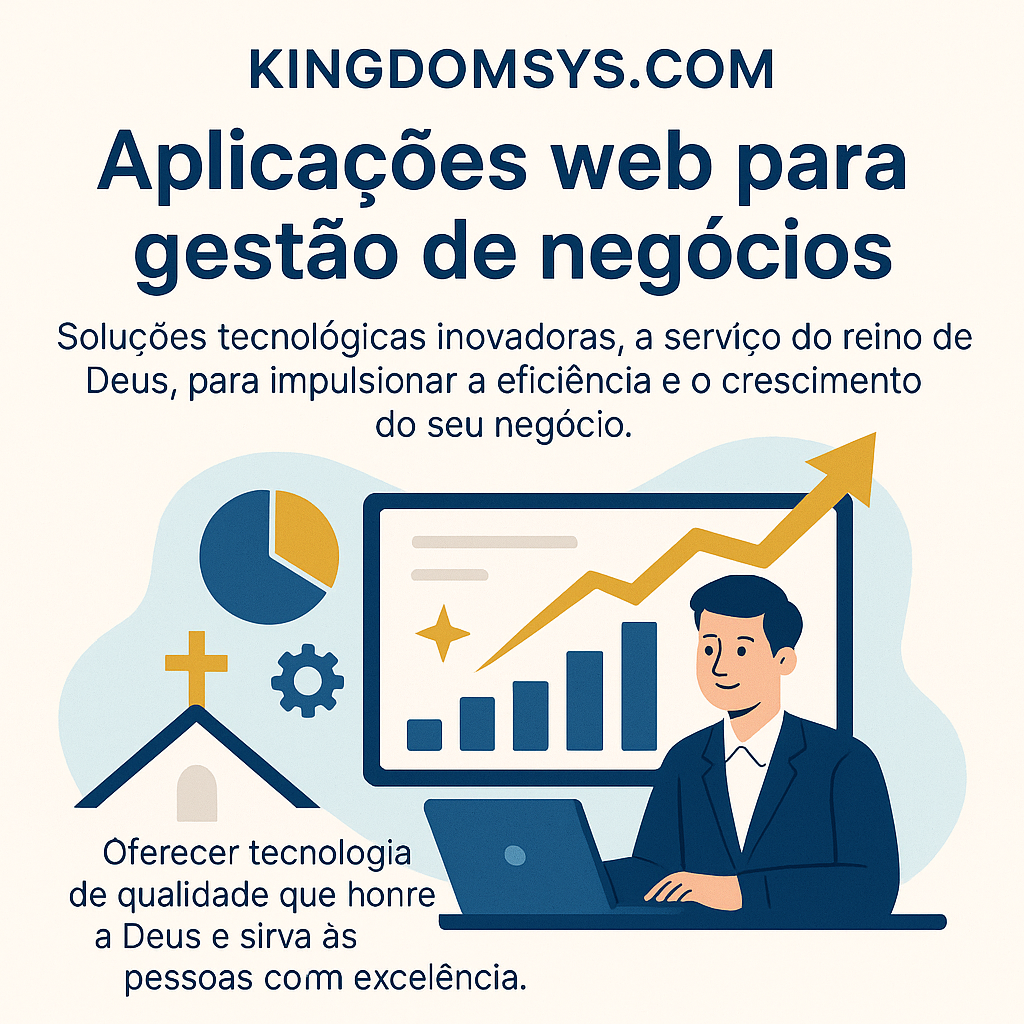 KINGDOMSYS.COM
Aplicações web para
gestão de negócios
Soluções tecnológicas inovadoras, a serviço do reino de
Deus, para impulsionar a eficiência e o crescimento
do seu negócio.
Oferecer tecnologia
de qualidade que honre
a Deus e sirva às
pessoas com excelência.